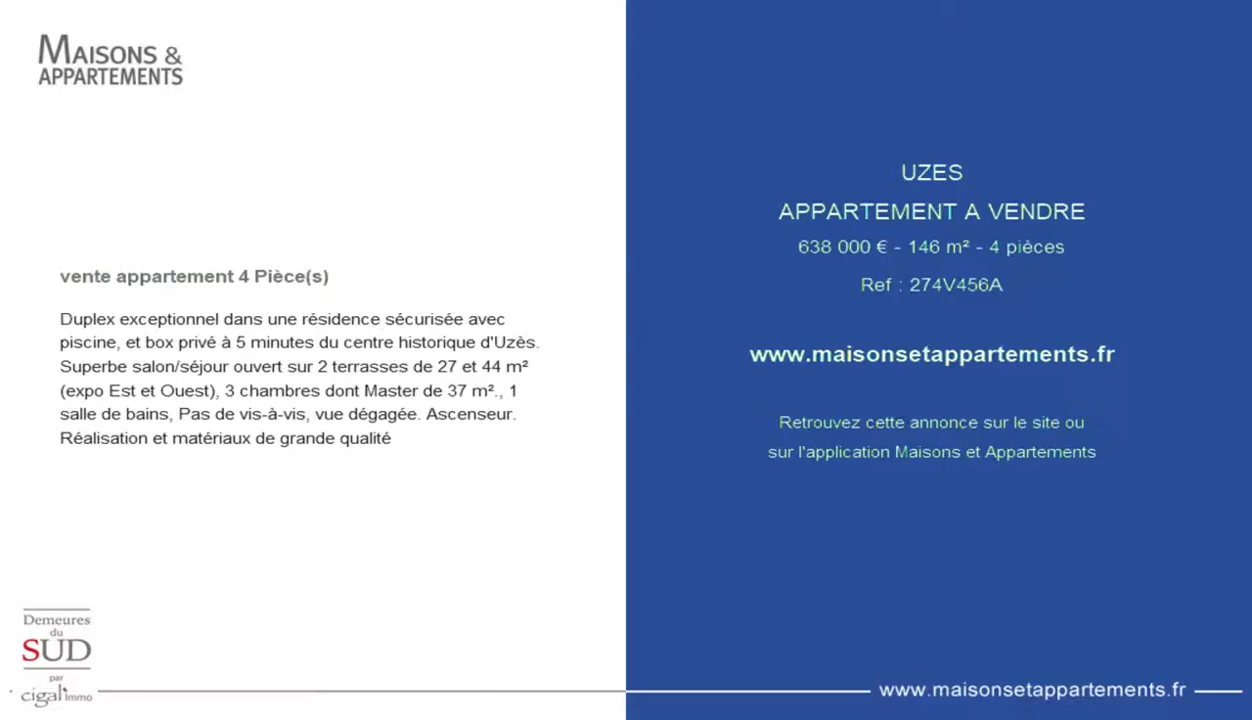 MAISONS &
APPARTEMENTS
vente appartement 4 Pièce(s)
Duplex exceptionnel dans une résidence sécurisée avec
piscine, et box privé à 5 minutes du centre historique d'Uzès.
Superbe salon/séjour ouvert sur 2 terrasses de 27 et 44 m²
(expo Est et Ouest), 3 chambres dont Master de 37 m²., 1
salle de bains, Pas de vis-à-vis, vue dégagée. Ascenseur.
Réalisation et matériaux de grande qualité
Demeures
du
SUD
par
cigal'immo
UZES
APPARTEMENT A VENDRE
638 000 € - 146 m² - 4 pièces
Ref : 274V456A
www.maisonsetappartements.fr
Retrouvez cette annonce sur le site ou
sur l'application Maisons et Appartements
www.maisonsetappartements.fr